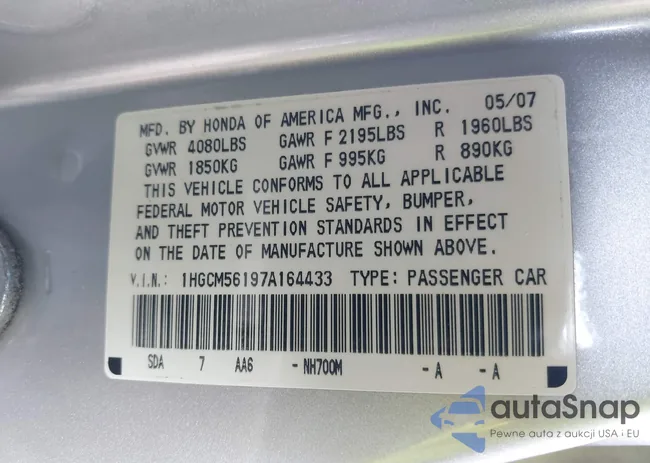 MFD. BY HONDA OF AMERICA MFG., INC. 05/07
GVWR 4080LBS GAWR F 2195LBS R 1960LBS
GVWR 1850KG GAWR F 995KG R 890KG
THIS VEHICLE CONFORMS TO ALL APPLICABLE
FEDERAL MOTOR VEHICLE SAFETY, BUMPER,
AND THEFT PREVENTION STANDARDS IN EFFECT
ON THE DATE OF MANUFACTURE SHOWN ABOVE.
V.I.N.: 1HGCM56197A164433 TYPE: PASSENGER CAR
SDA 7 AA6 -NH700M -A -A
autaSnap
Pewne auta z aukcji USA i EU